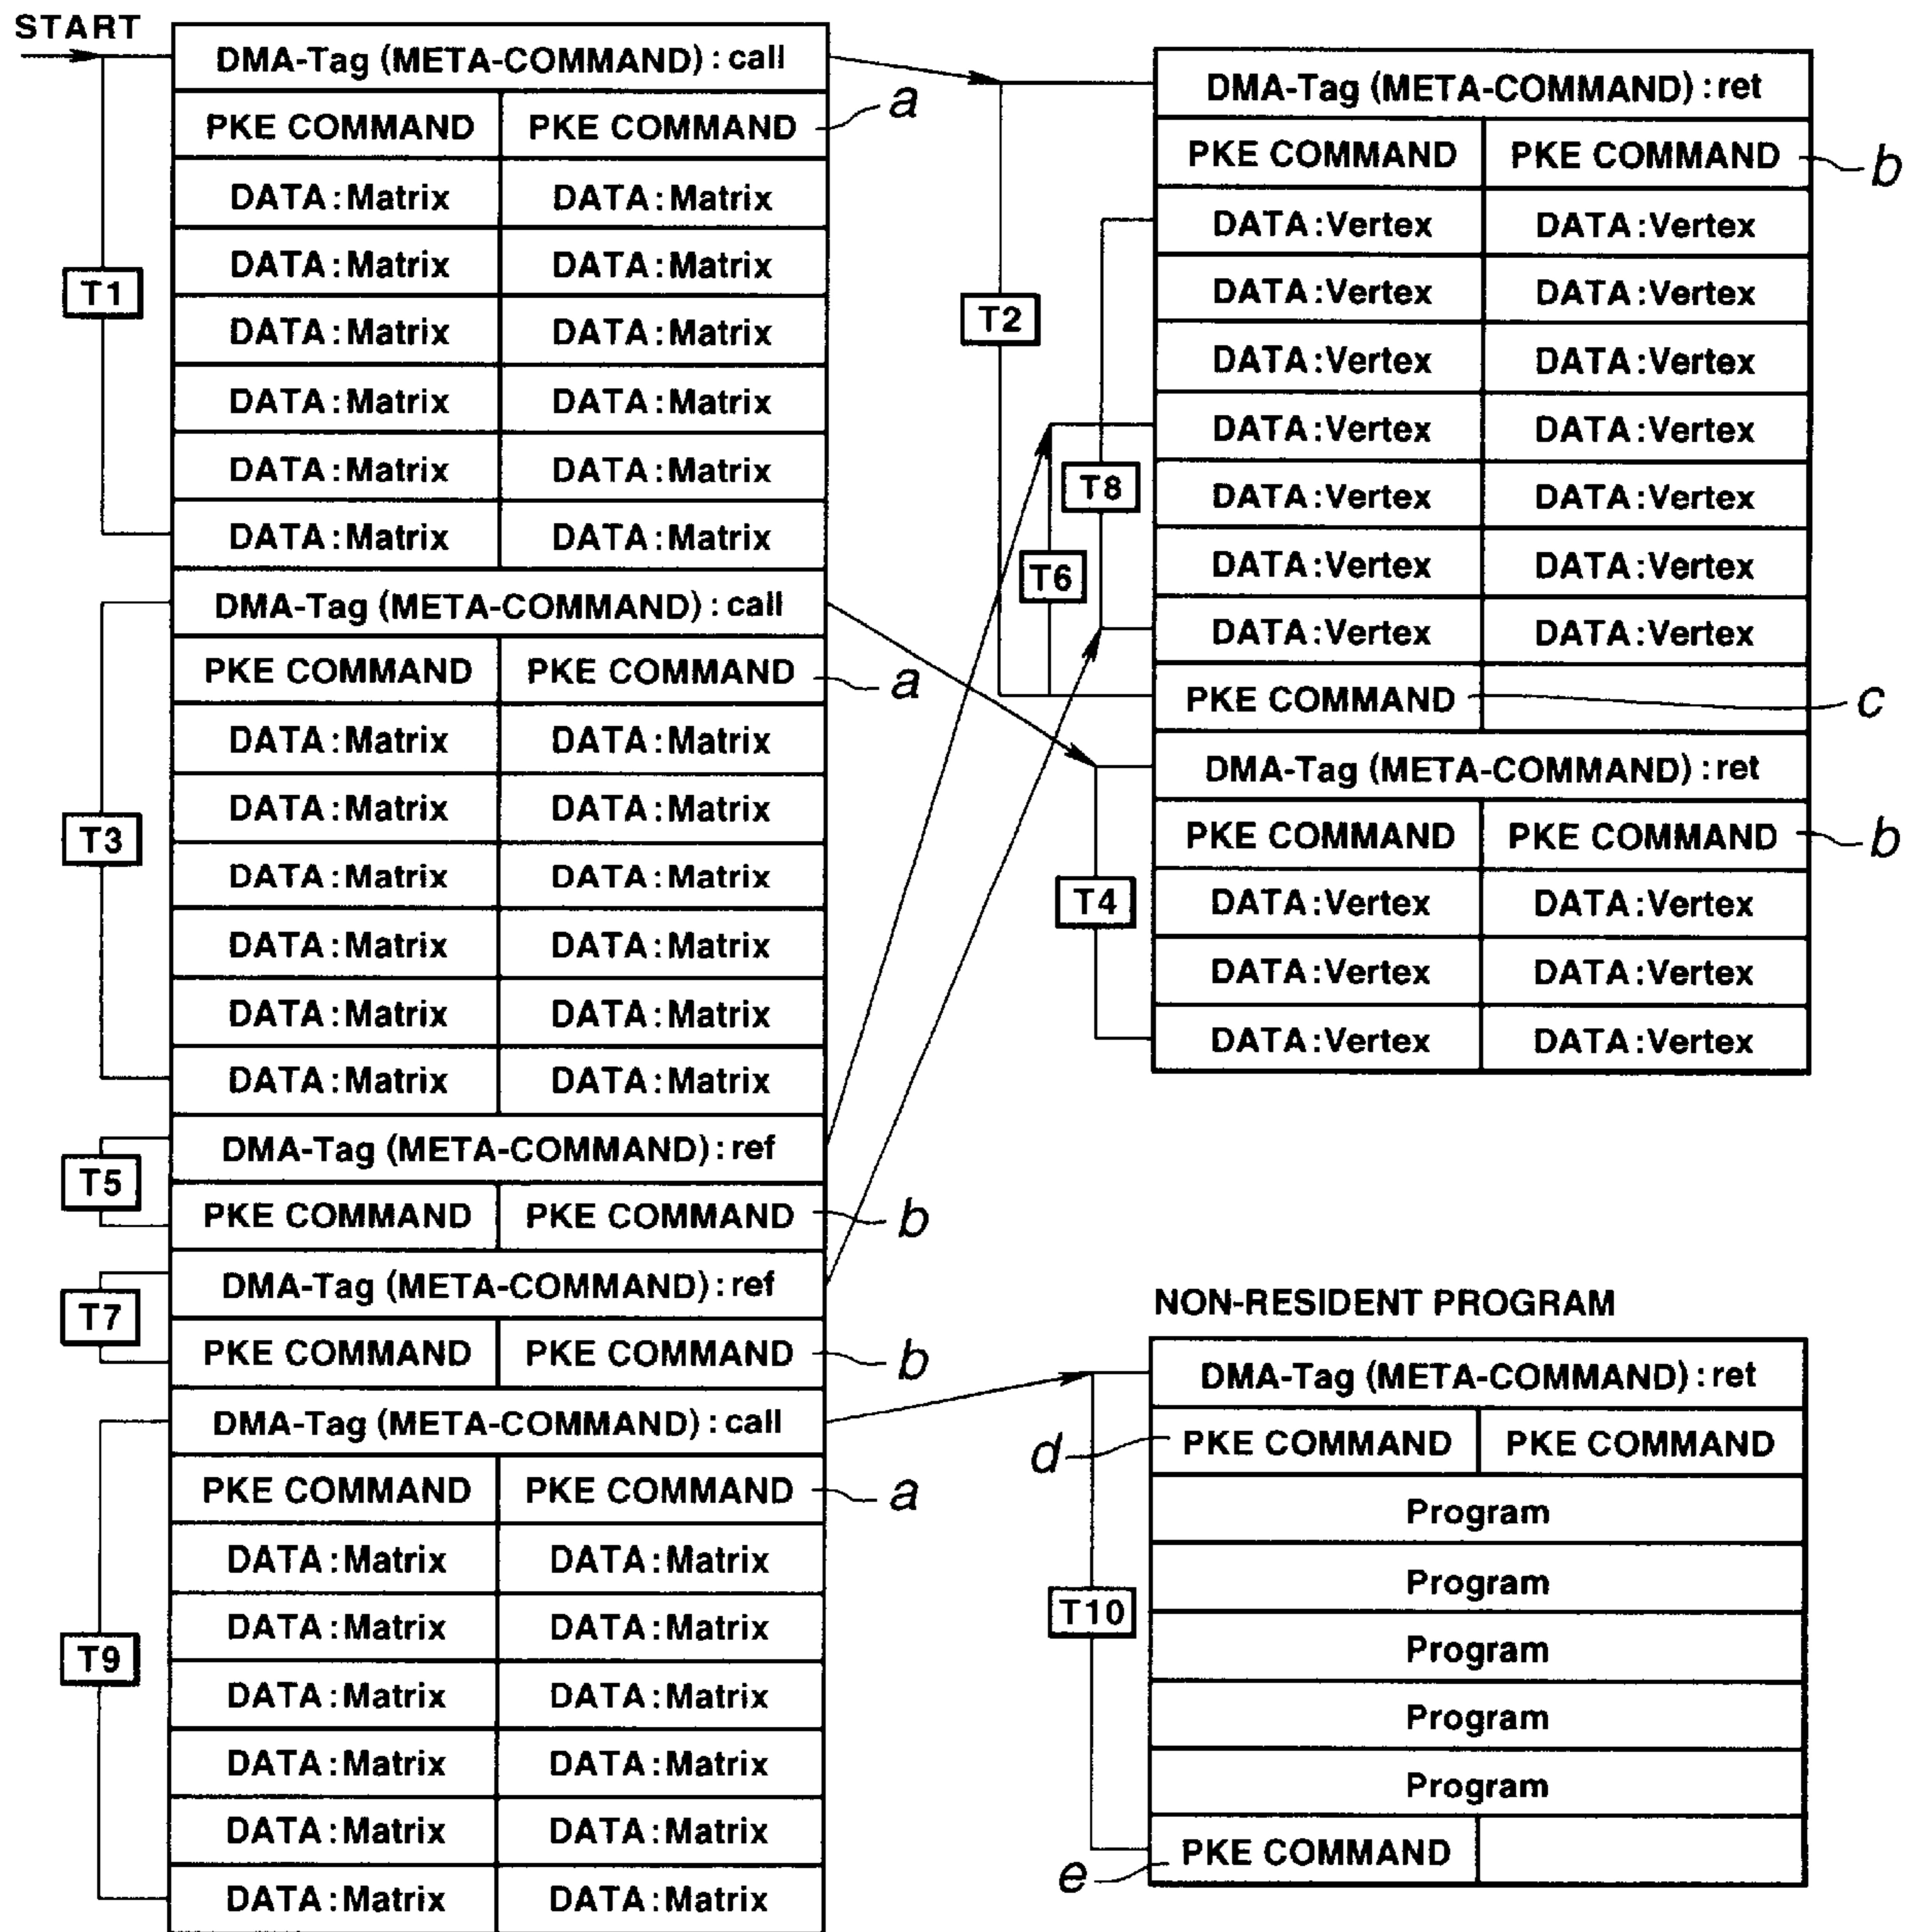 START
DMA-Tag (META-COMMAND) : call
PKE COMMAND PKE COMMAND a
DATA:Matrix DATA:Matrix
DATA:Matrix DATA:Matrix
T1
DATA:Matrix DATA:Matrix
DATA:Matrix DATA:Matrix
DATA:Matrix DATA:Matrix
DATA:Matrix DATA:Matrix
DMA-Tag (META-COMMAND) : call
PKE COMMAND PKE COMMAND a
DATA:Matrix DATA:Matrix
DATA:Matrix DATA:Matrix
T3
DATA:Matrix DATA:Matrix
DATA:Matrix DATA:Matrix
DATA:Matrix DATA:Matrix
DATA:Matrix DATA:Matrix
DMA-Tag (META-COMMAND) : ref
T5
PKE COMMAND PKE COMMAND b
DMA-Tag (META-COMMAND) : ref
T7
PKE COMMAND PKE COMMAND b
DMA-Tag (META-COMMAND) : call
PKE COMMAND PKE COMMAND a
DATA:Matrix DATA:Matrix
DATA:Matrix DATA:Matrix
T9
DATA:Matrix DATA:Matrix
DATA:Matrix DATA:Matrix
DATA:Matrix DATA:Matrix
DATA:Matrix DATA:Matrix
DMA-Tag (META-COMMAND) : ret
PKE COMMAND PKE COMMAND b
DATA:Vertex DATA:Vertex
DATA:Vertex DATA:Vertex
T2
DATA:Vertex DATA:Vertex
DATA:Vertex DATA:Vertex
T8
DATA:Vertex DATA:Vertex
T6
DATA:Vertex DATA:Vertex
DATA:Vertex DATA:Vertex
PKE COMMAND c
DMA-Tag (META-COMMAND) : ret
PKE COMMAND PKE COMMAND b
T4
DATA:Vertex DATA:Vertex
DATA:Vertex DATA:Vertex
DATA:Vertex DATA:Vertex
NON-RESIDENT PROGRAM
DMA-Tag (META-COMMAND) : ret
d PKE COMMAND PKE COMMAND
Program
Program
T10
Program
Program
Program
e PKE COMMAND